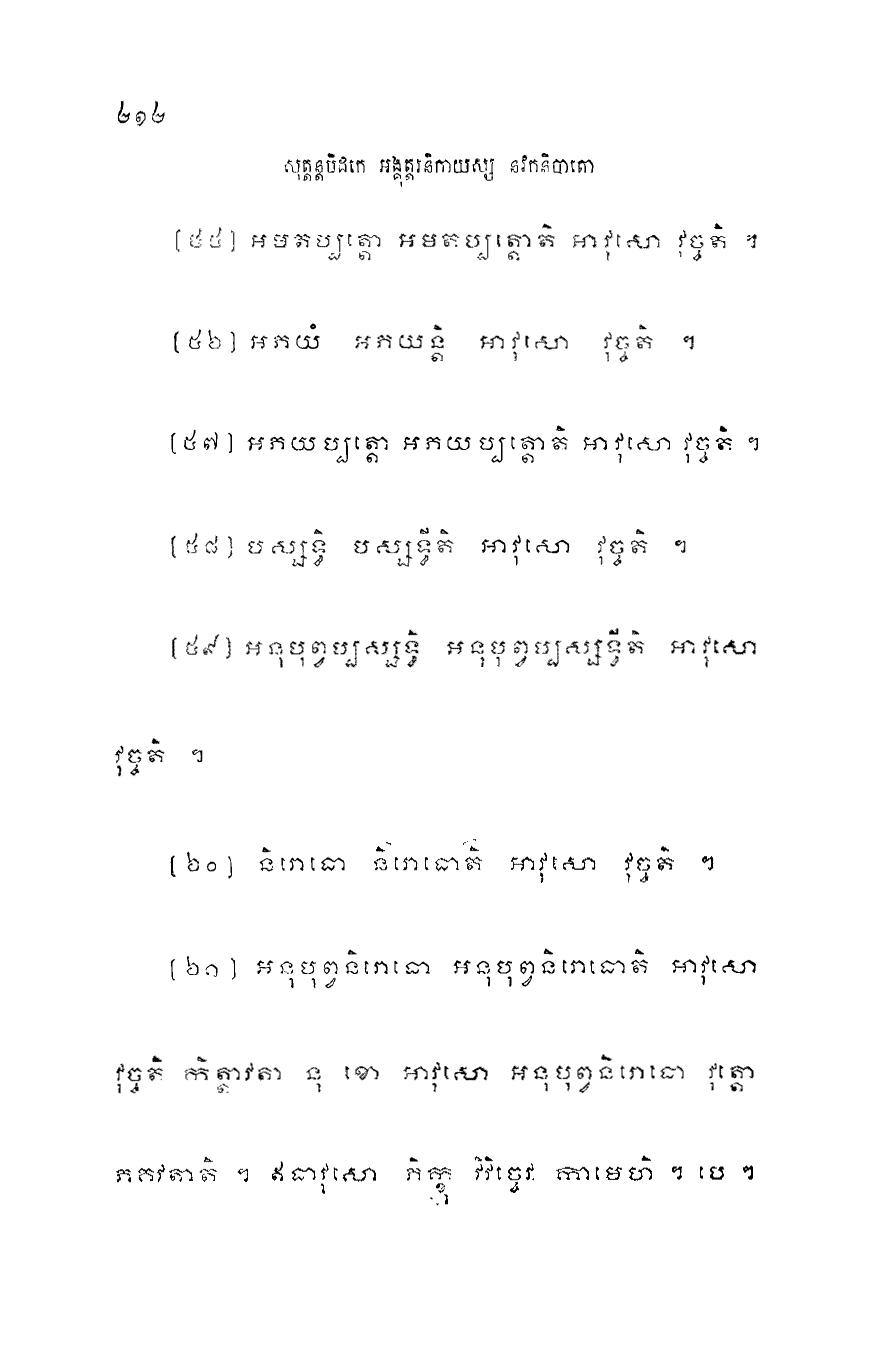 ២១២
សុត្តន្តបិដកេ អង្គុត្តរនិកាយស្ស នវកនិបាតោ
[៥៥] អមតប្បត្តោ អមតប្បត្តោតិ អាវុសោ វុច្ចតិ ។
[៥៦] អភយំ អភយន្តិ អាវុសោ វុច្ចតិ ។
[៥៧] អភយប្បត្តោ អភយប្បត្តោតិ អាវុសោ វុច្ចតិ ។
[៥៨] បស្សទ្ធិ បស្សទ្ធីតិ អាវុសោ វុច្ចតិ ។
[៥៩] អនុបុព្វប្បស្សទ្ធិ អនុបុព្វប្បស្សទ្ធីតិ អាវុសោ
វុច្ចតិ ។
[៦០] និរោធោ និរោធោតិ អាវុសោ វុច្ចតិ ។
[៦១] អនុបុព្វនិរោធោ អនុបុព្វនិរោធោតិ អាវុសោ
វុច្ចតិ កិត្តាវតា នុ ខោ អាវុសោ អនុបុព្វនិរោធោ វុត្តោ
ភគវតាតិ ។ ឥធាវុសោ ភិក្ខុ វិវិច្ចេវ កាមេហិ ។ បេ ។